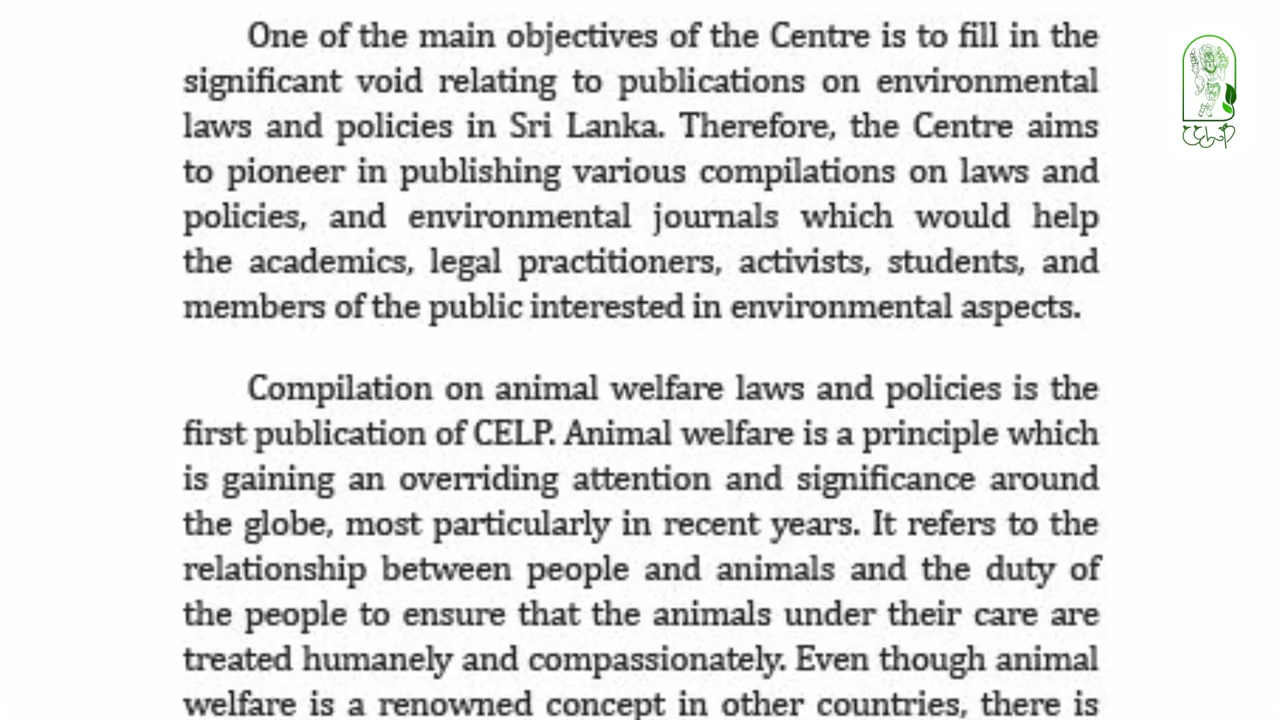 One of the main objectives of the Centre is to fill in the
significant void relating to publications on environmental
laws and policies in Sri Lanka. Therefore, the Centre aims
to pioneer in publishing various compilations on laws and
policies, and environmental journals which would help
the academics, legal practitioners, activists, students, and
members of the public interested in environmental aspects.
Compilation on animal welfare laws and policies is the
first publication of CELP. Animal welfare is a principle which
is gaining an overriding attention and significance around
the globe, most particularly in recent years. It refers to the
relationship between people and animals and the duty of
the people to ensure that the animals under their care are
treated humanely and compassionately. Even though animal
welfare is a renowned concept in other countries, there is